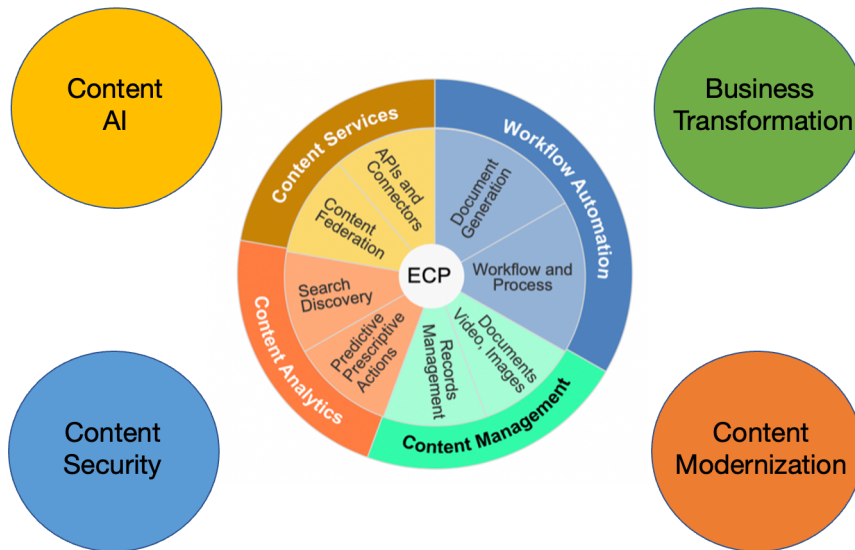 Content
AI
Business
Transformation
Content Services
APIs and
Connectors
Content
Federation
Workflow Automation
Document
Generation
Workflow and
Process
ECP
Search
Discovery
Predictive
Prescriptive
Actions
Content Analytics
Documents
Video, Images
Records
Management
Content Management
Content
Security
Content
Modernization